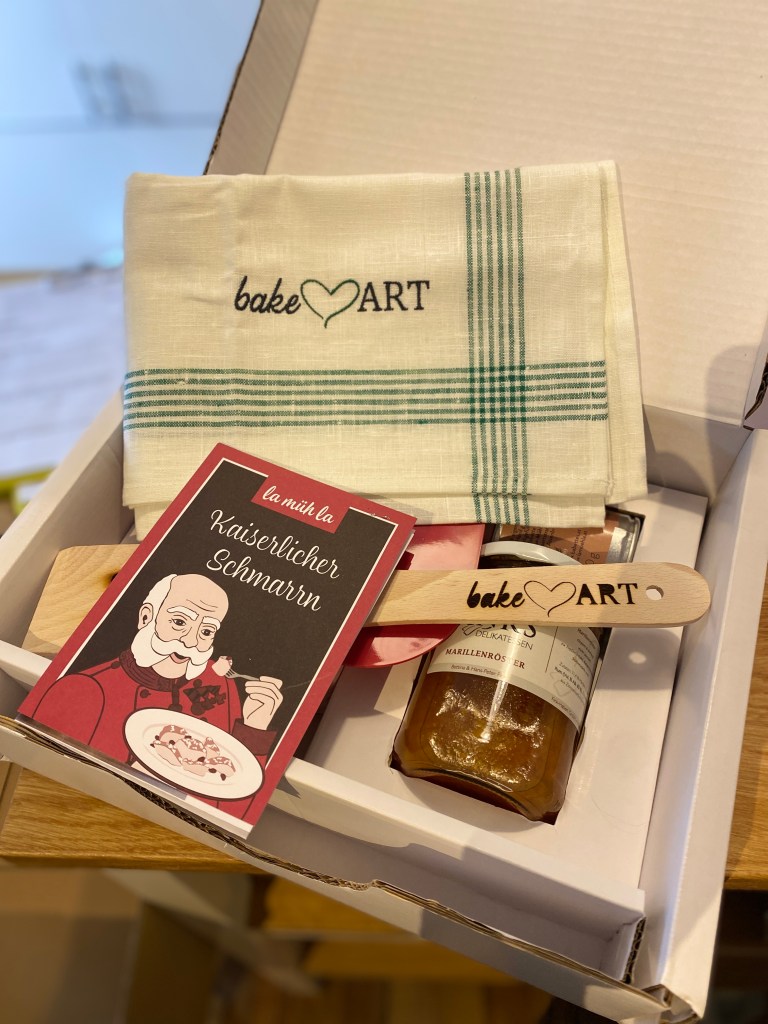 bake ART
la müh la
Kaiserlicher
Schmarrn
bake ART
DELIKATESSEN
MARILLENRÖSTER